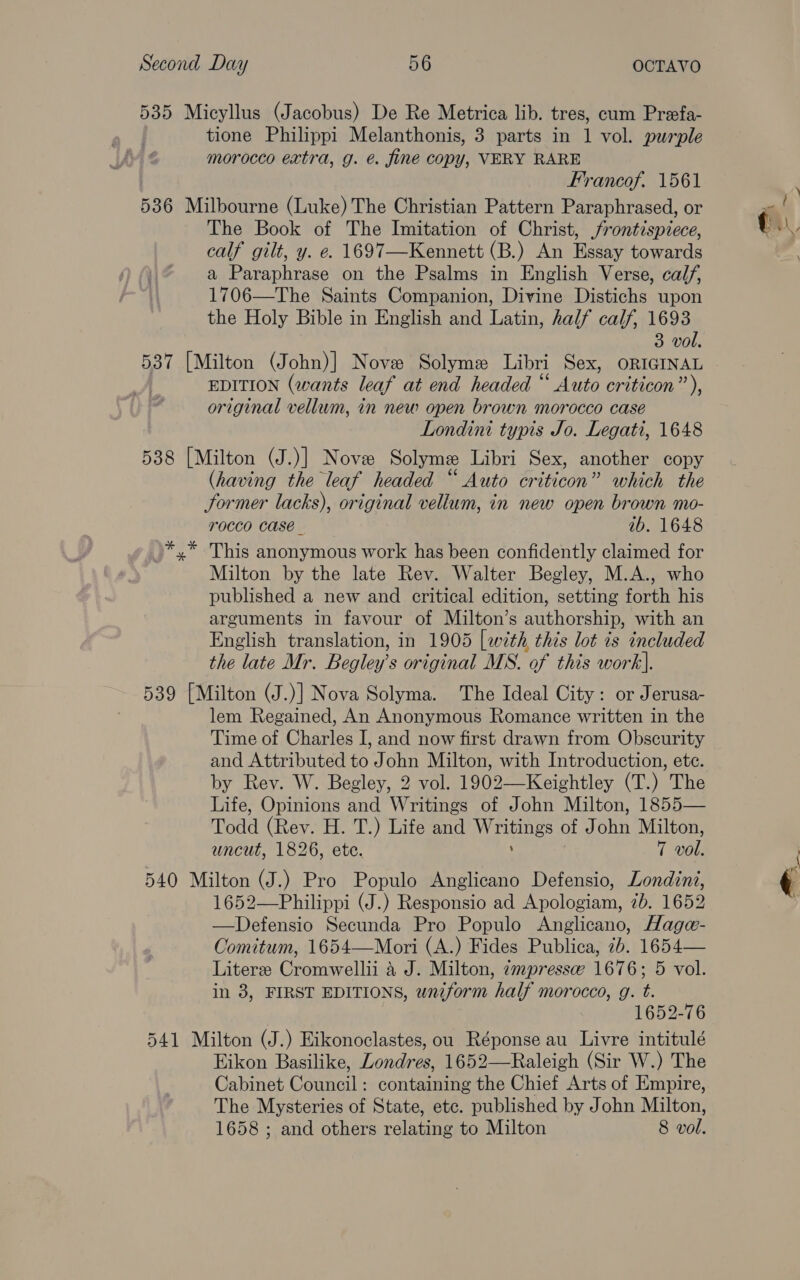 Second Day 56 OCTAVO
535 Micyllus (Jacobus) De Re Metrica lib. tres, cum Præfa-
tione Philippi Melanthonis, 3 parts in 1 vol. purple
morocco extra, g. e. fine copy, VERY RARE
Francof. 1561
536 Milbourne (Luke) The Christian Pattern Paraphrased, or
The Book of The Imitation of Christ, frontispiece,
calf gilt, y. e. 1697—Kennett (B.) An Essay towards
a Paraphrase on the Psalms in English Verse, calf,
1706—The Saints Companion, Divine Distichs upon
the Holy Bible in English and Latin, half calf, 1693
3 vol.
537 [Milton (John)] Novæ Solymæ Libri Sex, ORIGINAL
EDITION (wants leaf at end headed “Auto criticon”),
original vellum, in new open brown morocco case
Londini typis Jo. Legati, 1648
538 [Milton (J.)] Novæ Solymæ Libri Sex, another copy
(having the leaf headed “Auto criticon” which the
former lacks), original vellum, in new open brown mo-
rocco case ib. 1648
*** This anonymous work has been confidently claimed for
Milton by the late Rev. Walter Begley, M.A., who
published a new and critical edition, setting forth his
arguments in favour of Milton’s authorship, with an
English translation, in 1905 [with this lot is included
the late Mr. Begley’s original MS. of this work].
539 [Milton (J.)] Nova Solyma. The Ideal City: or Jerusa-
lem Regained, An Anonymous Romance written in the
Time of Charles I, and now first drawn from Obscurity
and Attributed to John Milton, with Introduction, etc.
by Rev. W. Begley, 2 vol. 1902—Keightley (T.) The
Life, Opinions and Writings of John Milton, 1855—
Todd (Rev. H. T.) Life and Writings of John Milton,
uncut, 1826, etc. 7 vol.
540 Milton (J.) Pro Populo Anglicano Defensio, Londini,
1652—Philippi (J.) Responsio ad Apologiam, ib. 1652
—Defensio Secunda Pro Populo Anglicano, Hagæ-
Comitum, 1654—Mori (A.) Fides Publica, ib. 1654—
Literæ Cromwellii à J. Milton, impressæ 1676; 5 vol.
in 3, FIRST EDITIONS, uniform half morocco, g. t.
1652-76
541 Milton (J.) Eikonoclastes, ou Réponse au Livre intitulé
Eikon Basilike, Londres, 1652—Raleigh (Sir W.) The
Cabinet Council: containing the Chief Arts of Empire,
The Mysteries of State, etc. published by John Milton,
1658 ; and others relating to Milton 8 vol.